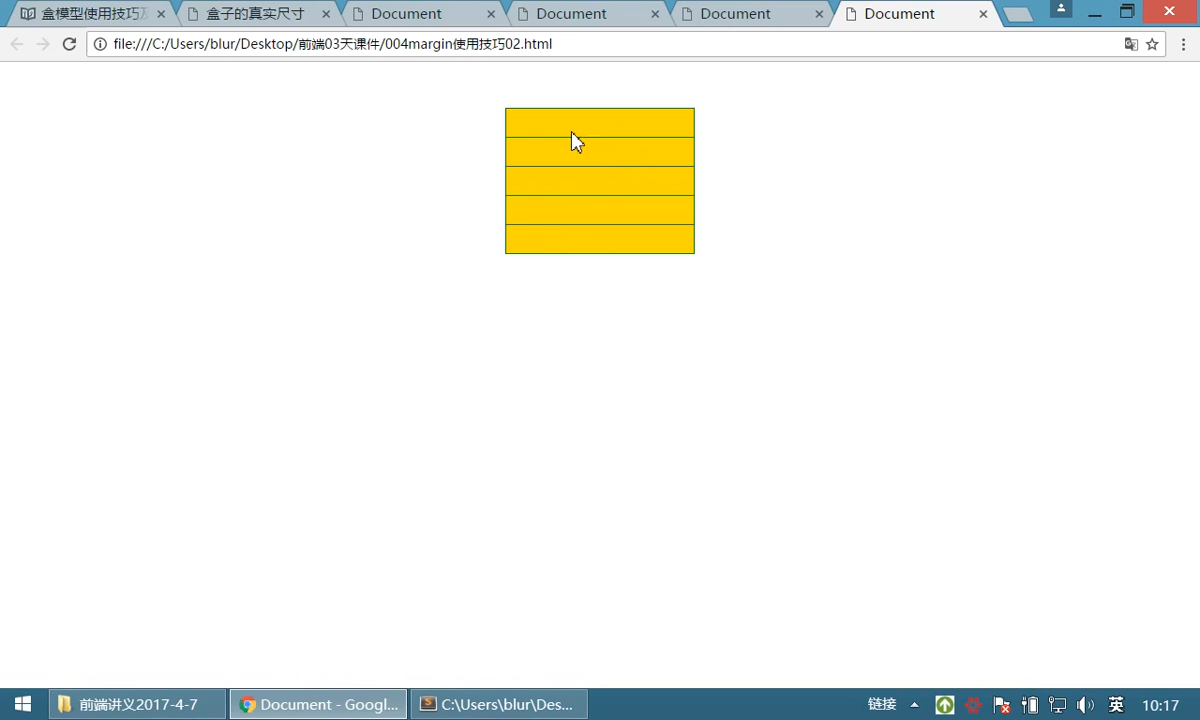 盒模型使用技巧及
盒子的真实尺寸
Document
Document
Document
Document
file:///C:/Users/blur/Desktop/前端03天课件/004margin使用技巧02.html
前端讲义2017-4-7
Document - Googl...
C:\Users\blur\Des...
链接
英
10:17